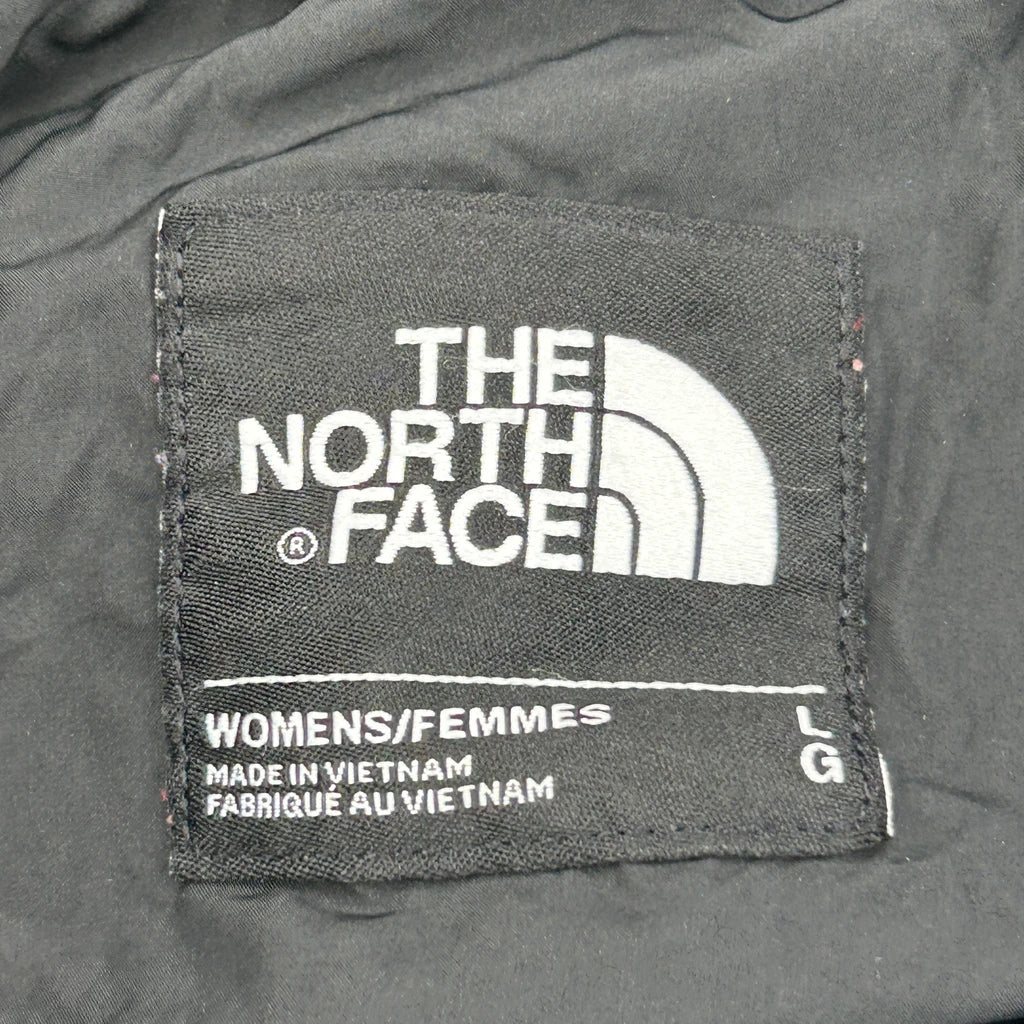 THE
NORTH
® FACE
WOMENS/FEMMES L
MADE IN VIETNAM G
FABRIQUÉ AU VIETNAM